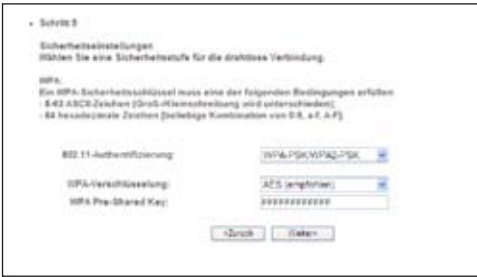 • Schritt 5
Sicherheitseinstellungen
Wählen Sie eine Sicherheitsstufe für die drahtlose Verbindung.
WPA:
Ein WPA-Sicherheitsschlüssel muss eine der folgenden Bedingungen erfüllen
- 8-63 ASCII-Zeichen (Groß-/Kleinschreibung wird unterschieden),
- 64 hexadezimale Zeichen [beliebige Kombination von 0-9, a-f, A-F].
802.11-Authentifizierung: WPA-PSK/WPA2-PSK
WPA-Verschlüsselung: AES (empfohlen)
WPA Pre-Shared Key: ############
<Zurück Weiter>